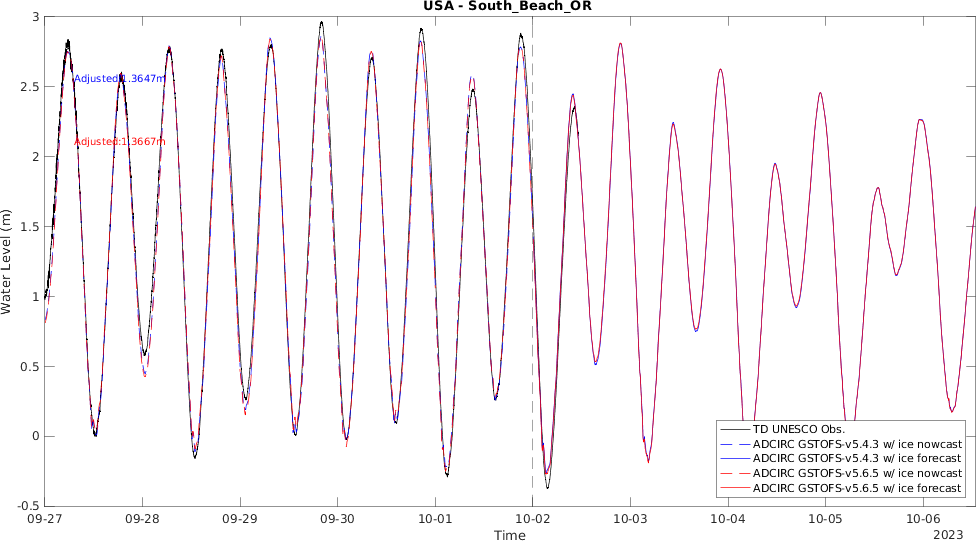 USA - South_Beach_OR
3
2.5
2
1.5
1
0.5
0
-0.5
Water Level (m)
Adjusted:1.3647m
Adjusted:1.3667m
TD UNESCO Obs.
ADCIRC GSTOFS-v5.4.3 w/ ice nowcast
ADCIRC GSTOFS-v5.4.3 w/ ice forecast
ADCIRC GSTOFS-v5.6.5 w/ ice nowcast
ADCIRC GSTOFS-v5.6.5 w/ ice forecast
09-27 09-28 09-29 09-30 10-01 10-02 10-03 10-04 10-05 10-06
Time
2023